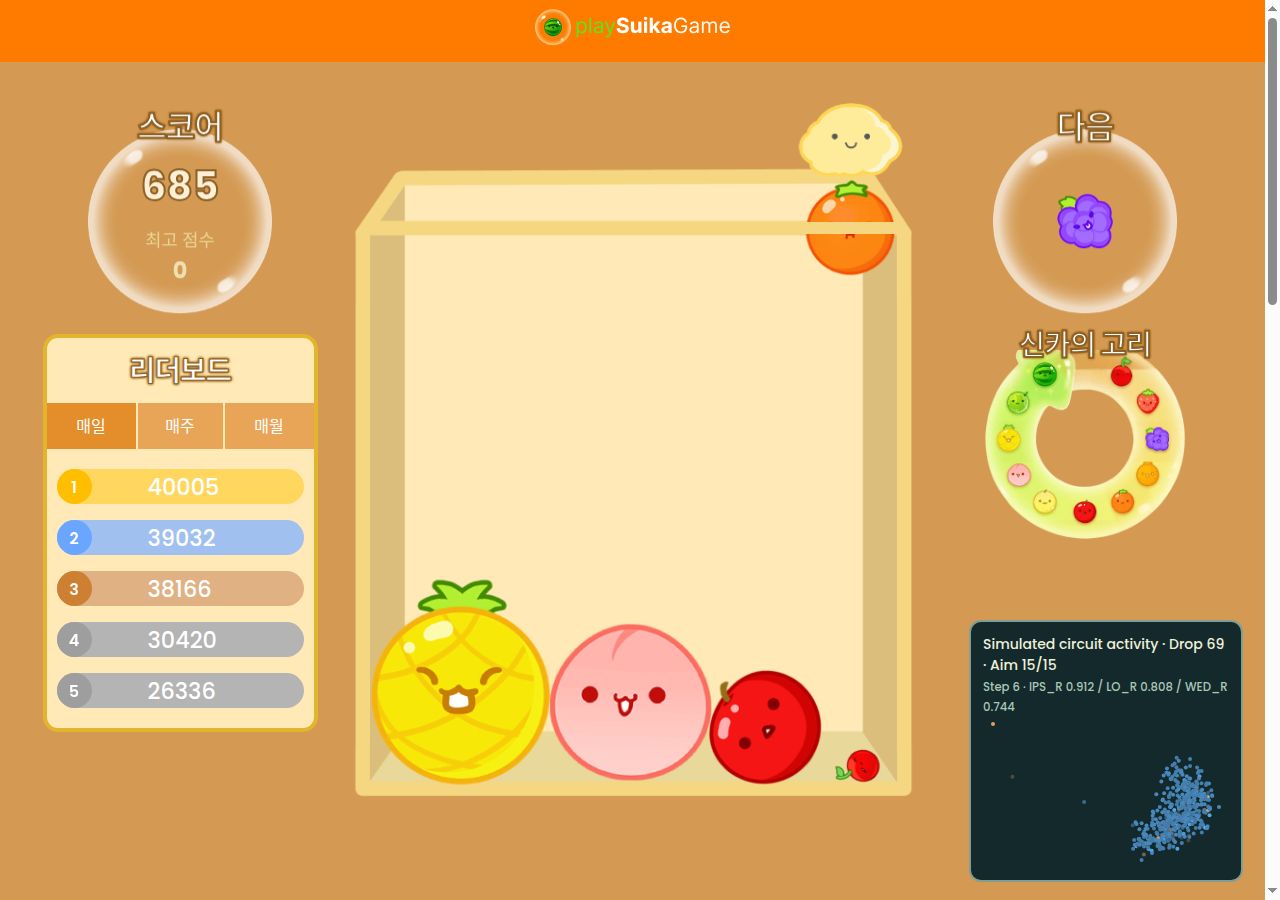 playSuikaGame
스코어
685
최고 점수
0
다음
신카의 고리
리더보드
매일 매주 매월
1 40005
2 39032
3 38166
4 30420
5 26336
Simulated circuit activity · Drop 69
· Aim 15/15
Step 6 · IPS_R 0.912 / LO_R 0.808 / WED_R
0.744